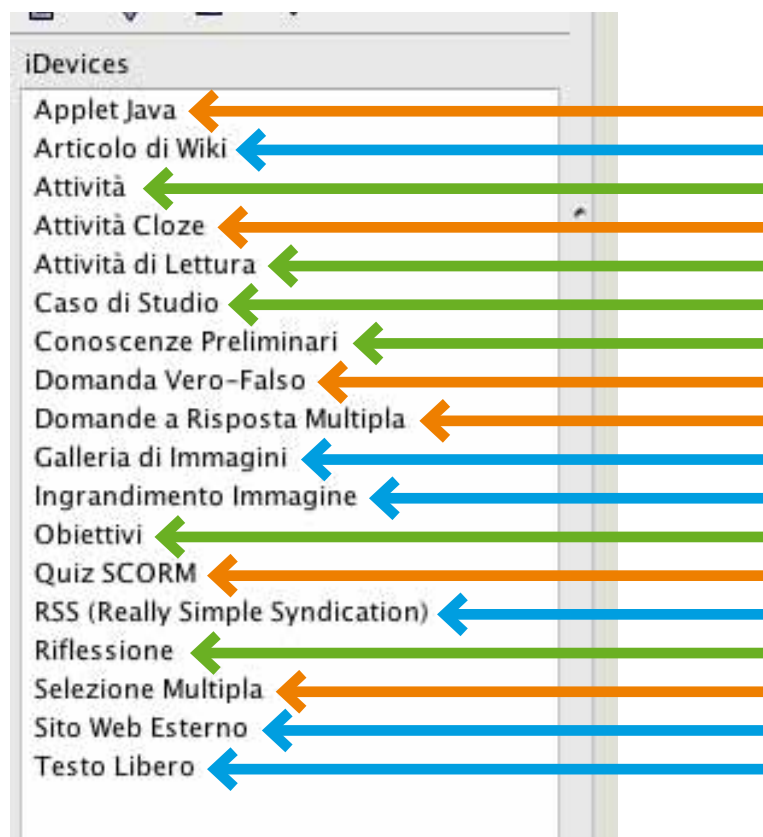 iDevices
Applet Java
Articolo di Wiki
Attività
Attività Cloze
Attività di Lettura
Caso di Studio
Conoscenze Preliminari
Domanda Vero-Falso
Domande a Risposta Multipla
Galleria di Immagini
Ingrandimento Immagine
Obiettivi
Quiz SCORM
RSS (Really Simple Syndication)
Riflessione
Selezione Multipla
Sito Web Esterno
Testo Libero